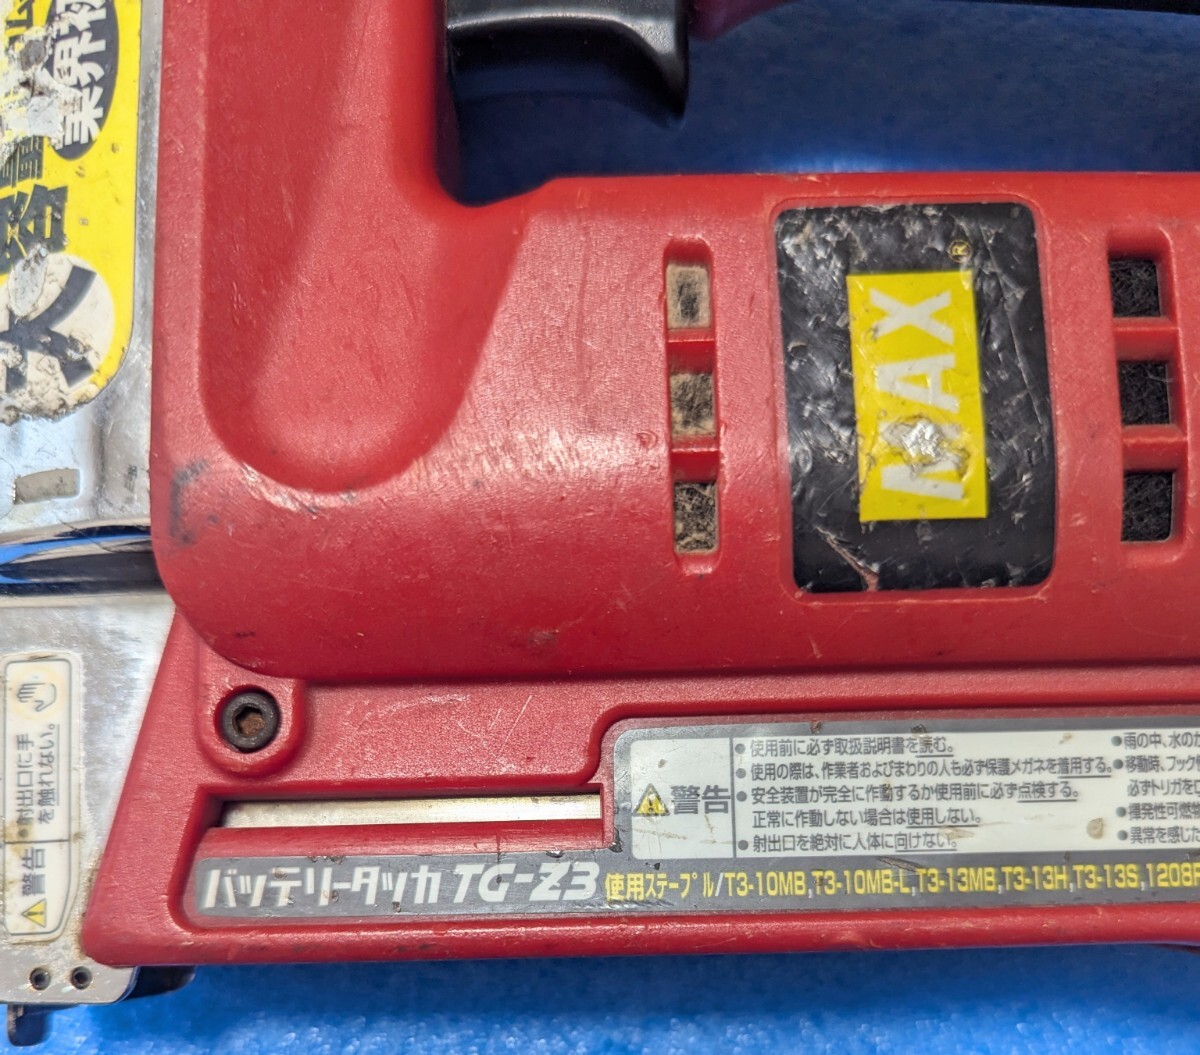 業界初
大容量
MAX
®
射出口に手
を触れない。
警告
警告
使用前に必ず取扱説明書を読む。
使用の際は、作業者およびまわりの人も必ず保護メガネを着用する。
安全装置が完全に作動するか使用前に必ず点検する。
正常に作動しない場合は使用しない。
射出口を絶対に人体に向けない。
雨の中、水のか
移動時、フック
必ずトリガを
揮発性可燃
異常を感じ
バッテリータッカ TG-Z3 使用ステープル/T3-10MB,T3-10MB-L,T3-13MB,T3-13H,T3-13S,1208F